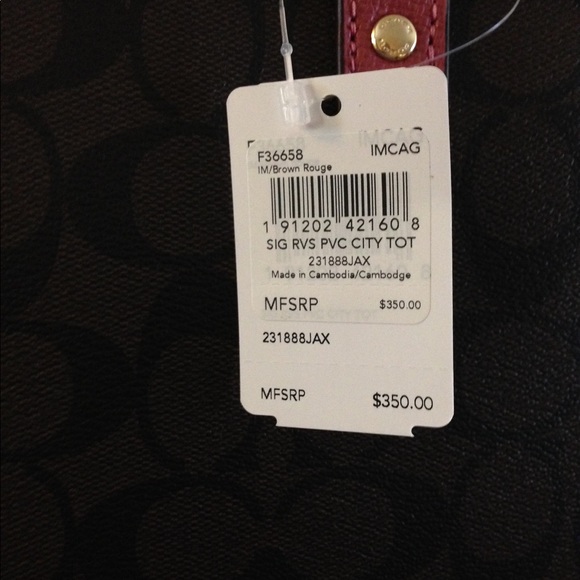 F36658 IMCAG
IM/Brown Rouge
1 91202 42160 8
SIG RVS PVC CITY TOT
231888JAX
Made in Cambodia/Cambodge
MFSRP $350.00
231888JAX
MFSRP $350.00